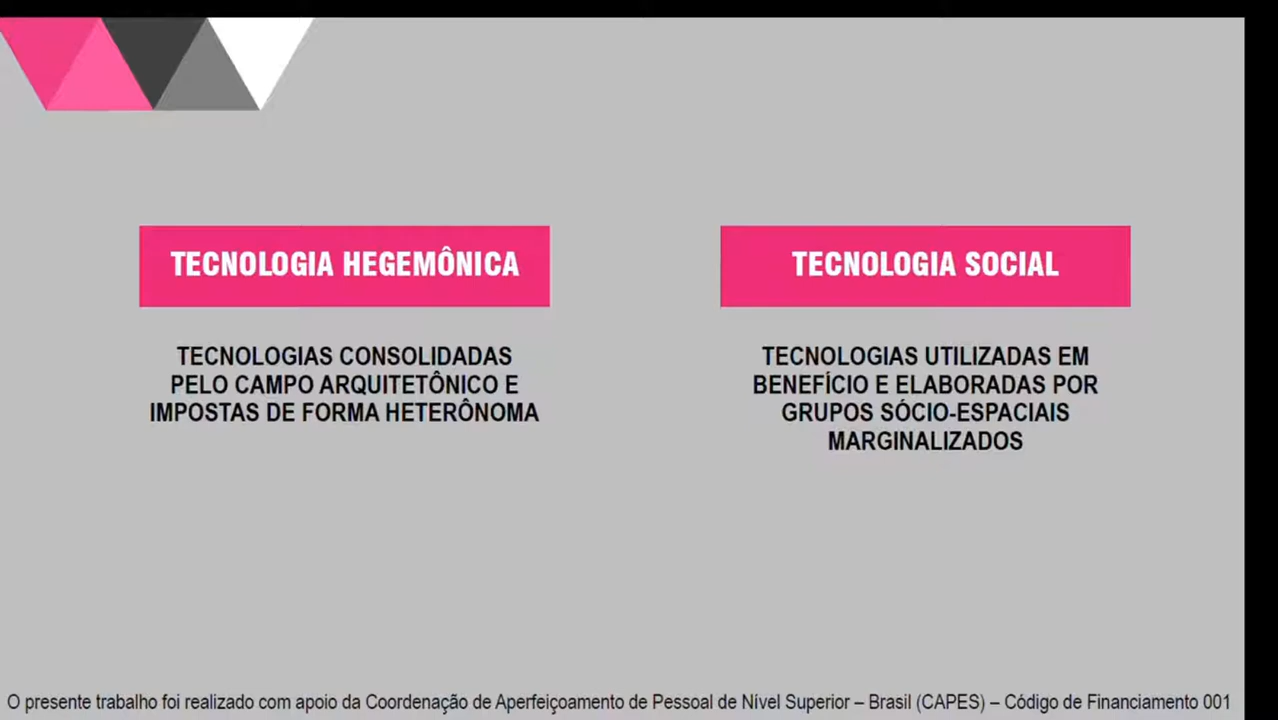 TECNOLOGIA HEGEMÔNICA
TECNOLOGIAS CONSOLIDADAS
PELO CAMPO ARQUITETÔNICO E
IMPOSTAS DE FORMA HETERÔNOMA
TECNOLOGIA SOCIAL
TECNOLOGIAS UTILIZADAS EM
BENEFÍCIO E ELABORADAS POR
GRUPOS SÓCIO-ESPACIAIS
MARGINALIZADOS
O presente trabalho foi realizado com apoio da Coordenação de Aperfeiçoamento de Pessoal de Nível Superior – Brasil (CAPES) – Código de Financiamento 001